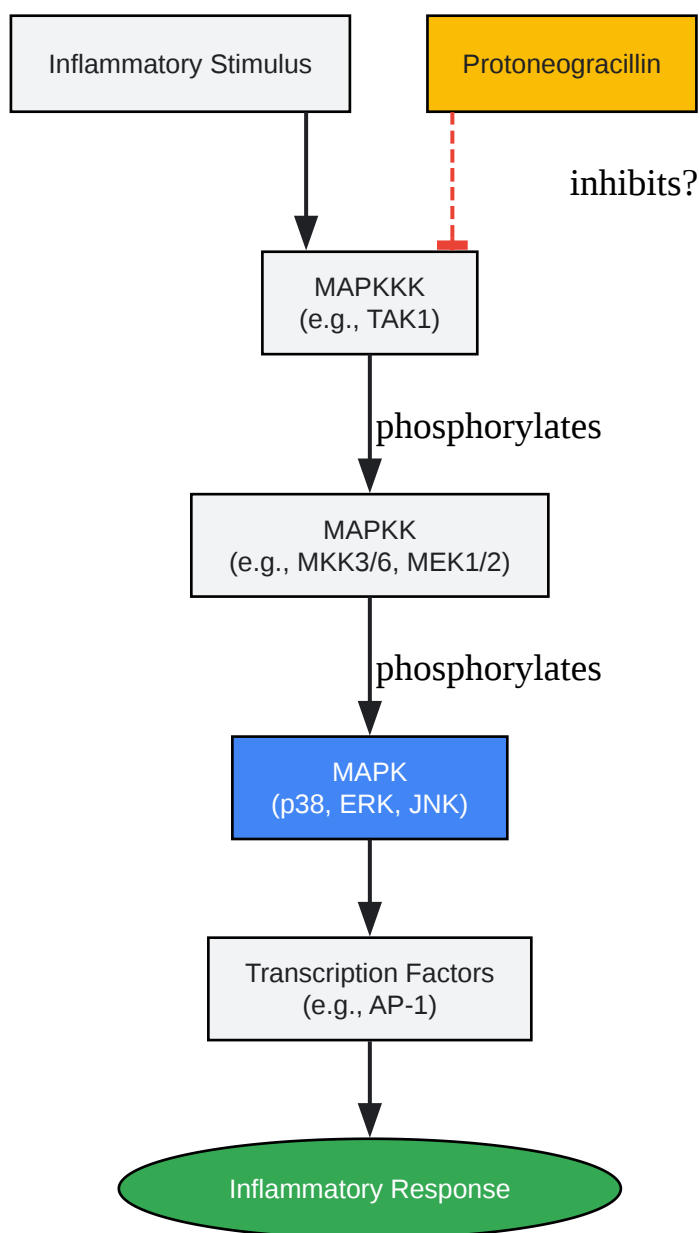 Inflammatory Stimulus
Protoneogracillin
inhibits?
MAPKKK
(e.g., TAK1)
phosphorylates
MAPKK
(e.g., MKK3/6, MEK1/2)
phosphorylates
MAPK
(p38, ERK, JNK)
Transcription Factors
(e.g., AP-1)
Inflammatory Response